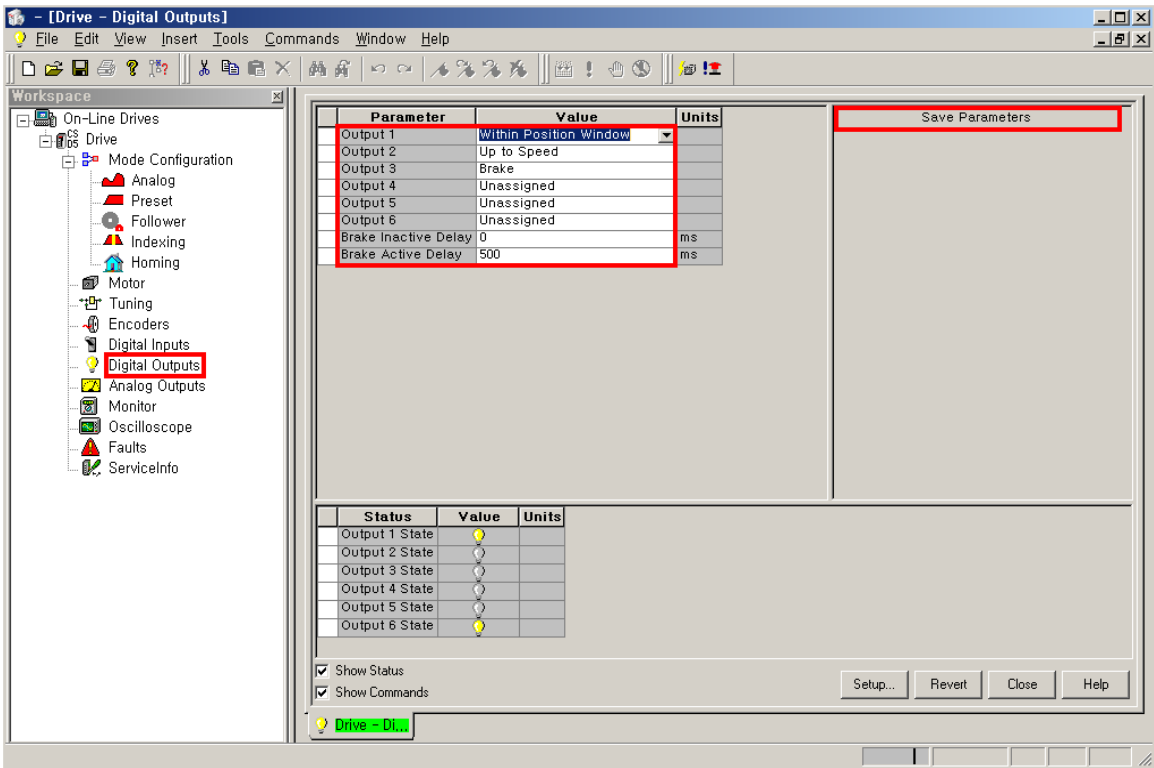 - [Drive - Digital Outputs]
File Edit View Insert Tools Commands Window Help
Workspace
On-Line Drives
CS D5 Drive
Mode Configuration
Analog
Preset
Follower
Indexing
Homing
Motor
Tuning
Encoders
Digital Inputs
Digital Outputs
Analog Outputs
Monitor
Oscilloscope
Faults
ServiceInfo
Parameter Value Units
Output 1 Within Position Window
Output 2 Up to Speed
Output 3 Brake
Output 4 Unassigned
Output 5 Unassigned
Output 6 Unassigned
Brake Inactive Delay 0 ms
Brake Active Delay 500 ms
Save Parameters
Status Value Units
Output 1 State
Output 2 State
Output 3 State
Output 4 State
Output 5 State
Output 6 State
Show Status
Show Commands
Setup... Revert Close Help
Drive - Di...